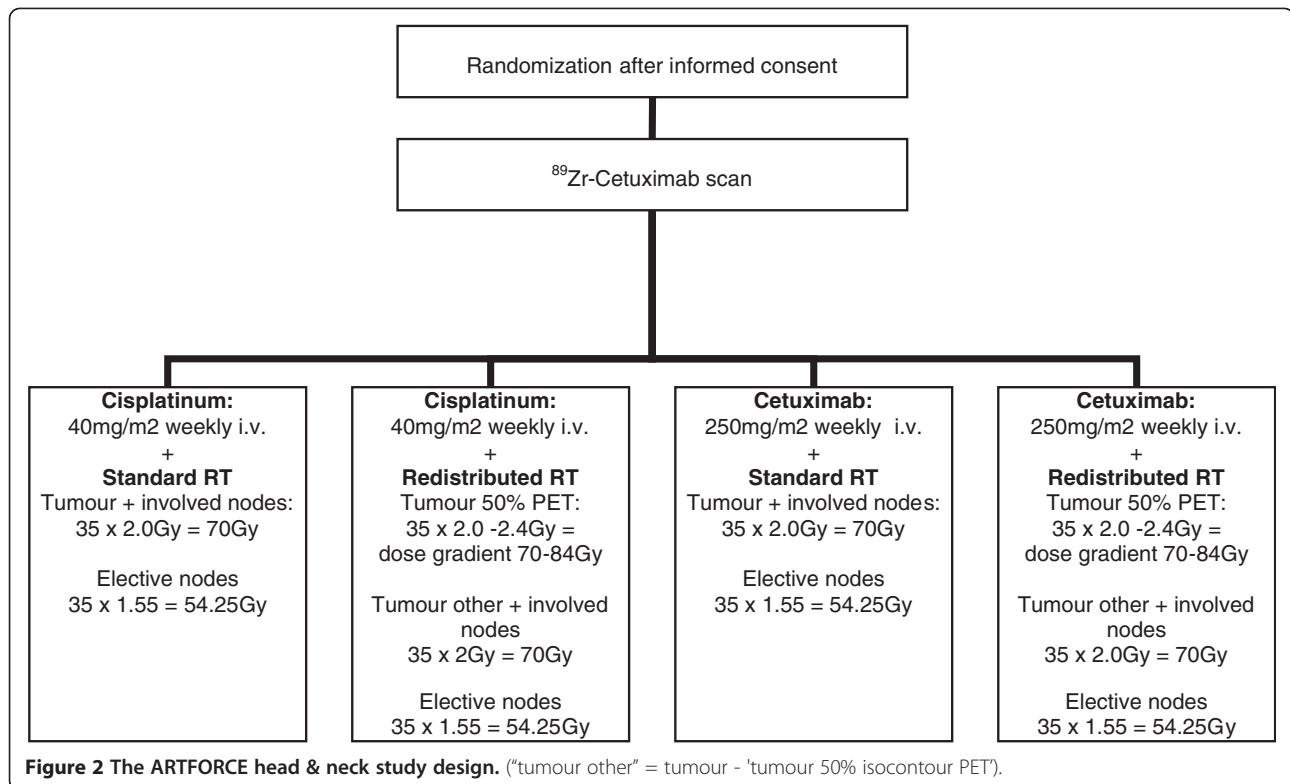 Randomization after informed consent
⁸⁹Zr-Cetuximab scan
Cisplatinum:
40mg/m2 weekly i.v.
+
Standard RT
Tumour + involved nodes:
35 x 2.0Gy = 70Gy
Elective nodes
35 x 1.55 = 54.25Gy
Cisplatinum:
40mg/m2 weekly i.v.
+
Redistributed RT
Tumour 50% PET:
35 x 2.0 -2.4Gy =
dose gradient 70-84Gy
Tumour other + involved
nodes
35 x 2Gy = 70Gy
Elective nodes
35 x 1.55 = 54.25Gy
Cetuximab:
250mg/m2 weekly i.v.
+
Standard RT
Tumour + involved nodes:
35 x 2.0Gy = 70Gy
Elective nodes
35 x 1.55 = 54.25Gy
Cetuximab:
250mg/m2 weekly i.v.
+
Redistributed RT
Tumour 50% PET:
35 x 2.0 -2.4Gy =
dose gradient 70-84Gy
Tumour other + involved
nodes
35 x 2.0Gy = 70Gy
Elective nodes
35 x 1.55 = 54.25Gy
Figure 2 The ARTFORCE head & neck study design. ("tumour other" = tumour - 'tumour 50% isocontour PET').